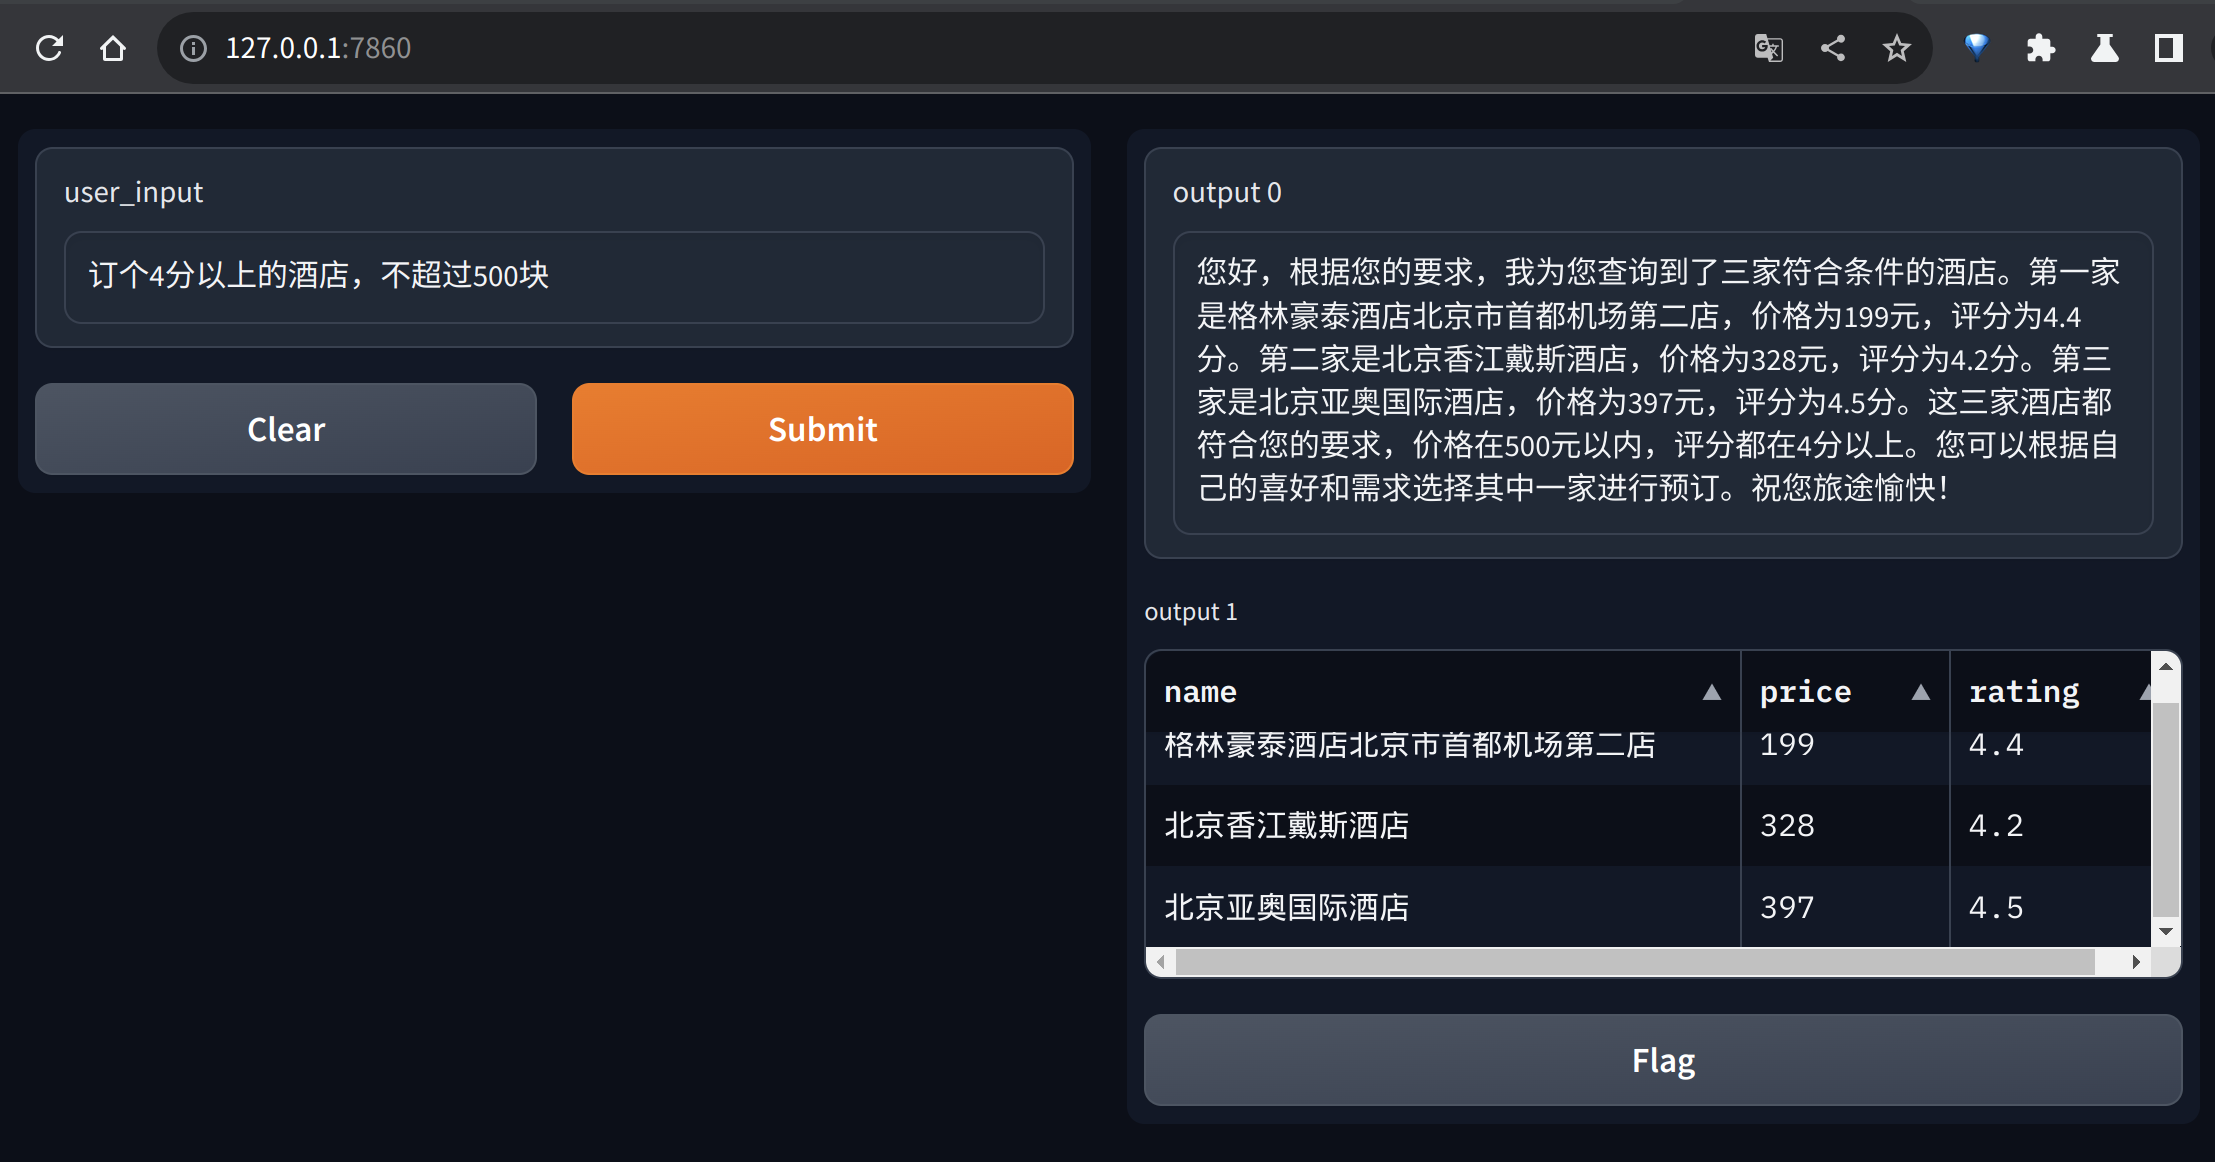 127.0.0.1:7860
user_input
订个4分以上的酒店，不超过500块
Clear
Submit
output 0
您好，根据您的要求，我为您查询到了三家符合条件的酒店。第一家
是格林豪泰酒店北京市首都机场第二店，价格为199元，评分为4.4
分。第二家是北京香江戴斯酒店，价格为328元，评分为4.2分。第三
家是北京亚奥国际酒店，价格为397元，评分为4.5分。这三家酒店都
符合您的要求，价格在500元以内，评分都在4分以上。您可以根据自
己的喜好和需求选择其中一家进行预订。祝您旅途愉快！
output 1
name price rating
格林豪泰酒店北京市首都机场第二店 199 4.4
北京香江戴斯酒店 328 4.2
北京亚奥国际酒店 397 4.5
Flag